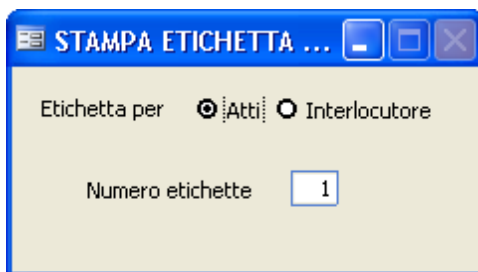 STAMPA ETICHETTA ...
Etichetta per Atti Interlocutore
Numero etichette 1